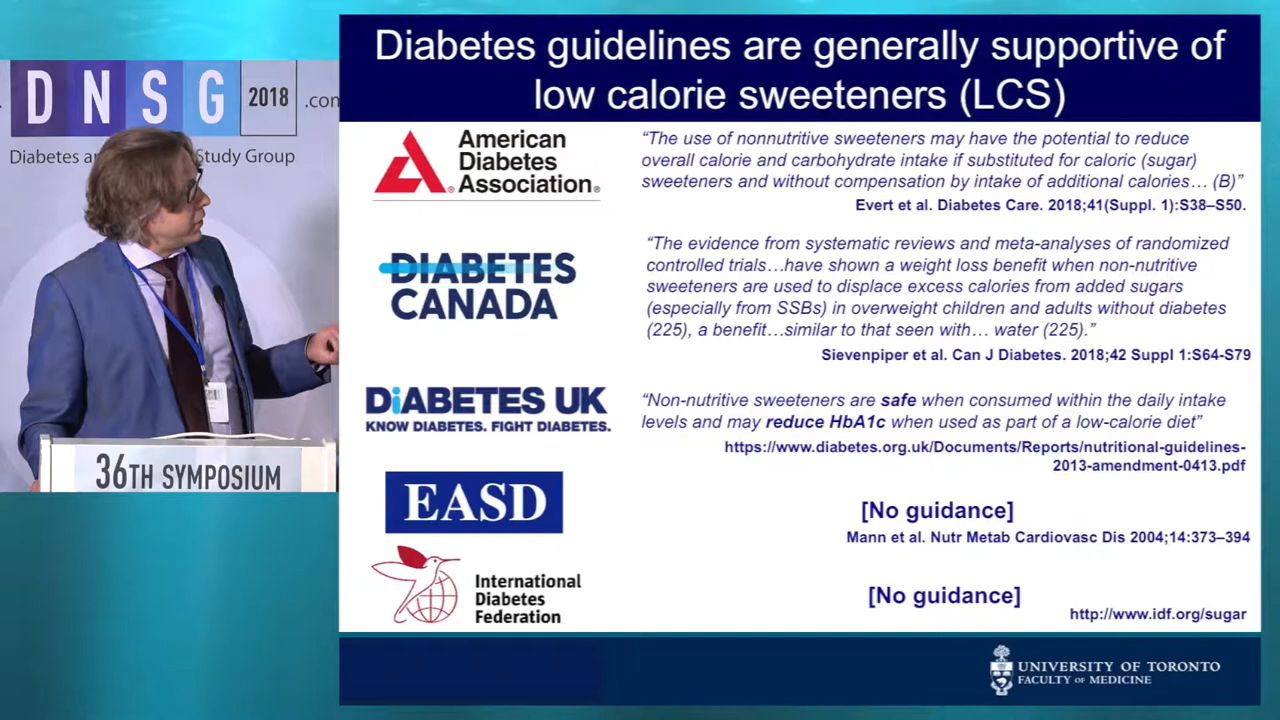 DNSG 2018 .com
Diabetes an Study Group
36TH SYMPOSIUM
Diabetes guidelines are generally supportive of
low calorie sweeteners (LCS)
American
Diabetes
Association®
“The use of nonnutritive sweeteners may have the potential to reduce
overall calorie and carbohydrate intake if substituted for caloric (sugar)
sweeteners and without compensation by intake of additional calories… (B)”
Evert et al. Diabetes Care. 2018;41(Suppl. 1):S38–S50.
DIABETES
CANADA
“The evidence from systematic reviews and meta-analyses of randomized
controlled trials…have shown a weight loss benefit when non-nutritive
sweeteners are used to displace excess calories from added sugars
(especially from SSBs) in overweight children and adults without diabetes
(225), a benefit…similar to that seen with… water (225).”
Sievenpiper et al. Can J Diabetes. 2018;42 Suppl 1:S64-S79
DiABETES UK
KNOW DIABETES. FIGHT DIABETES.
“Non-nutritive sweeteners are safe when consumed within the daily intake
levels and may reduce HbA1c when used as part of a low-calorie diet”
https://www.diabetes.org.uk/Documents/Reports/nutritional-guidelines-
2013-amendment-0413.pdf
EASD
[No guidance]
Mann et al. Nutr Metab Cardiovasc Dis 2004;14:373–394
International
Diabetes
Federation
[No guidance]
http://www.idf.org/sugar
UNIVERSITY OF TORONTO
FACULTY OF MEDICINE